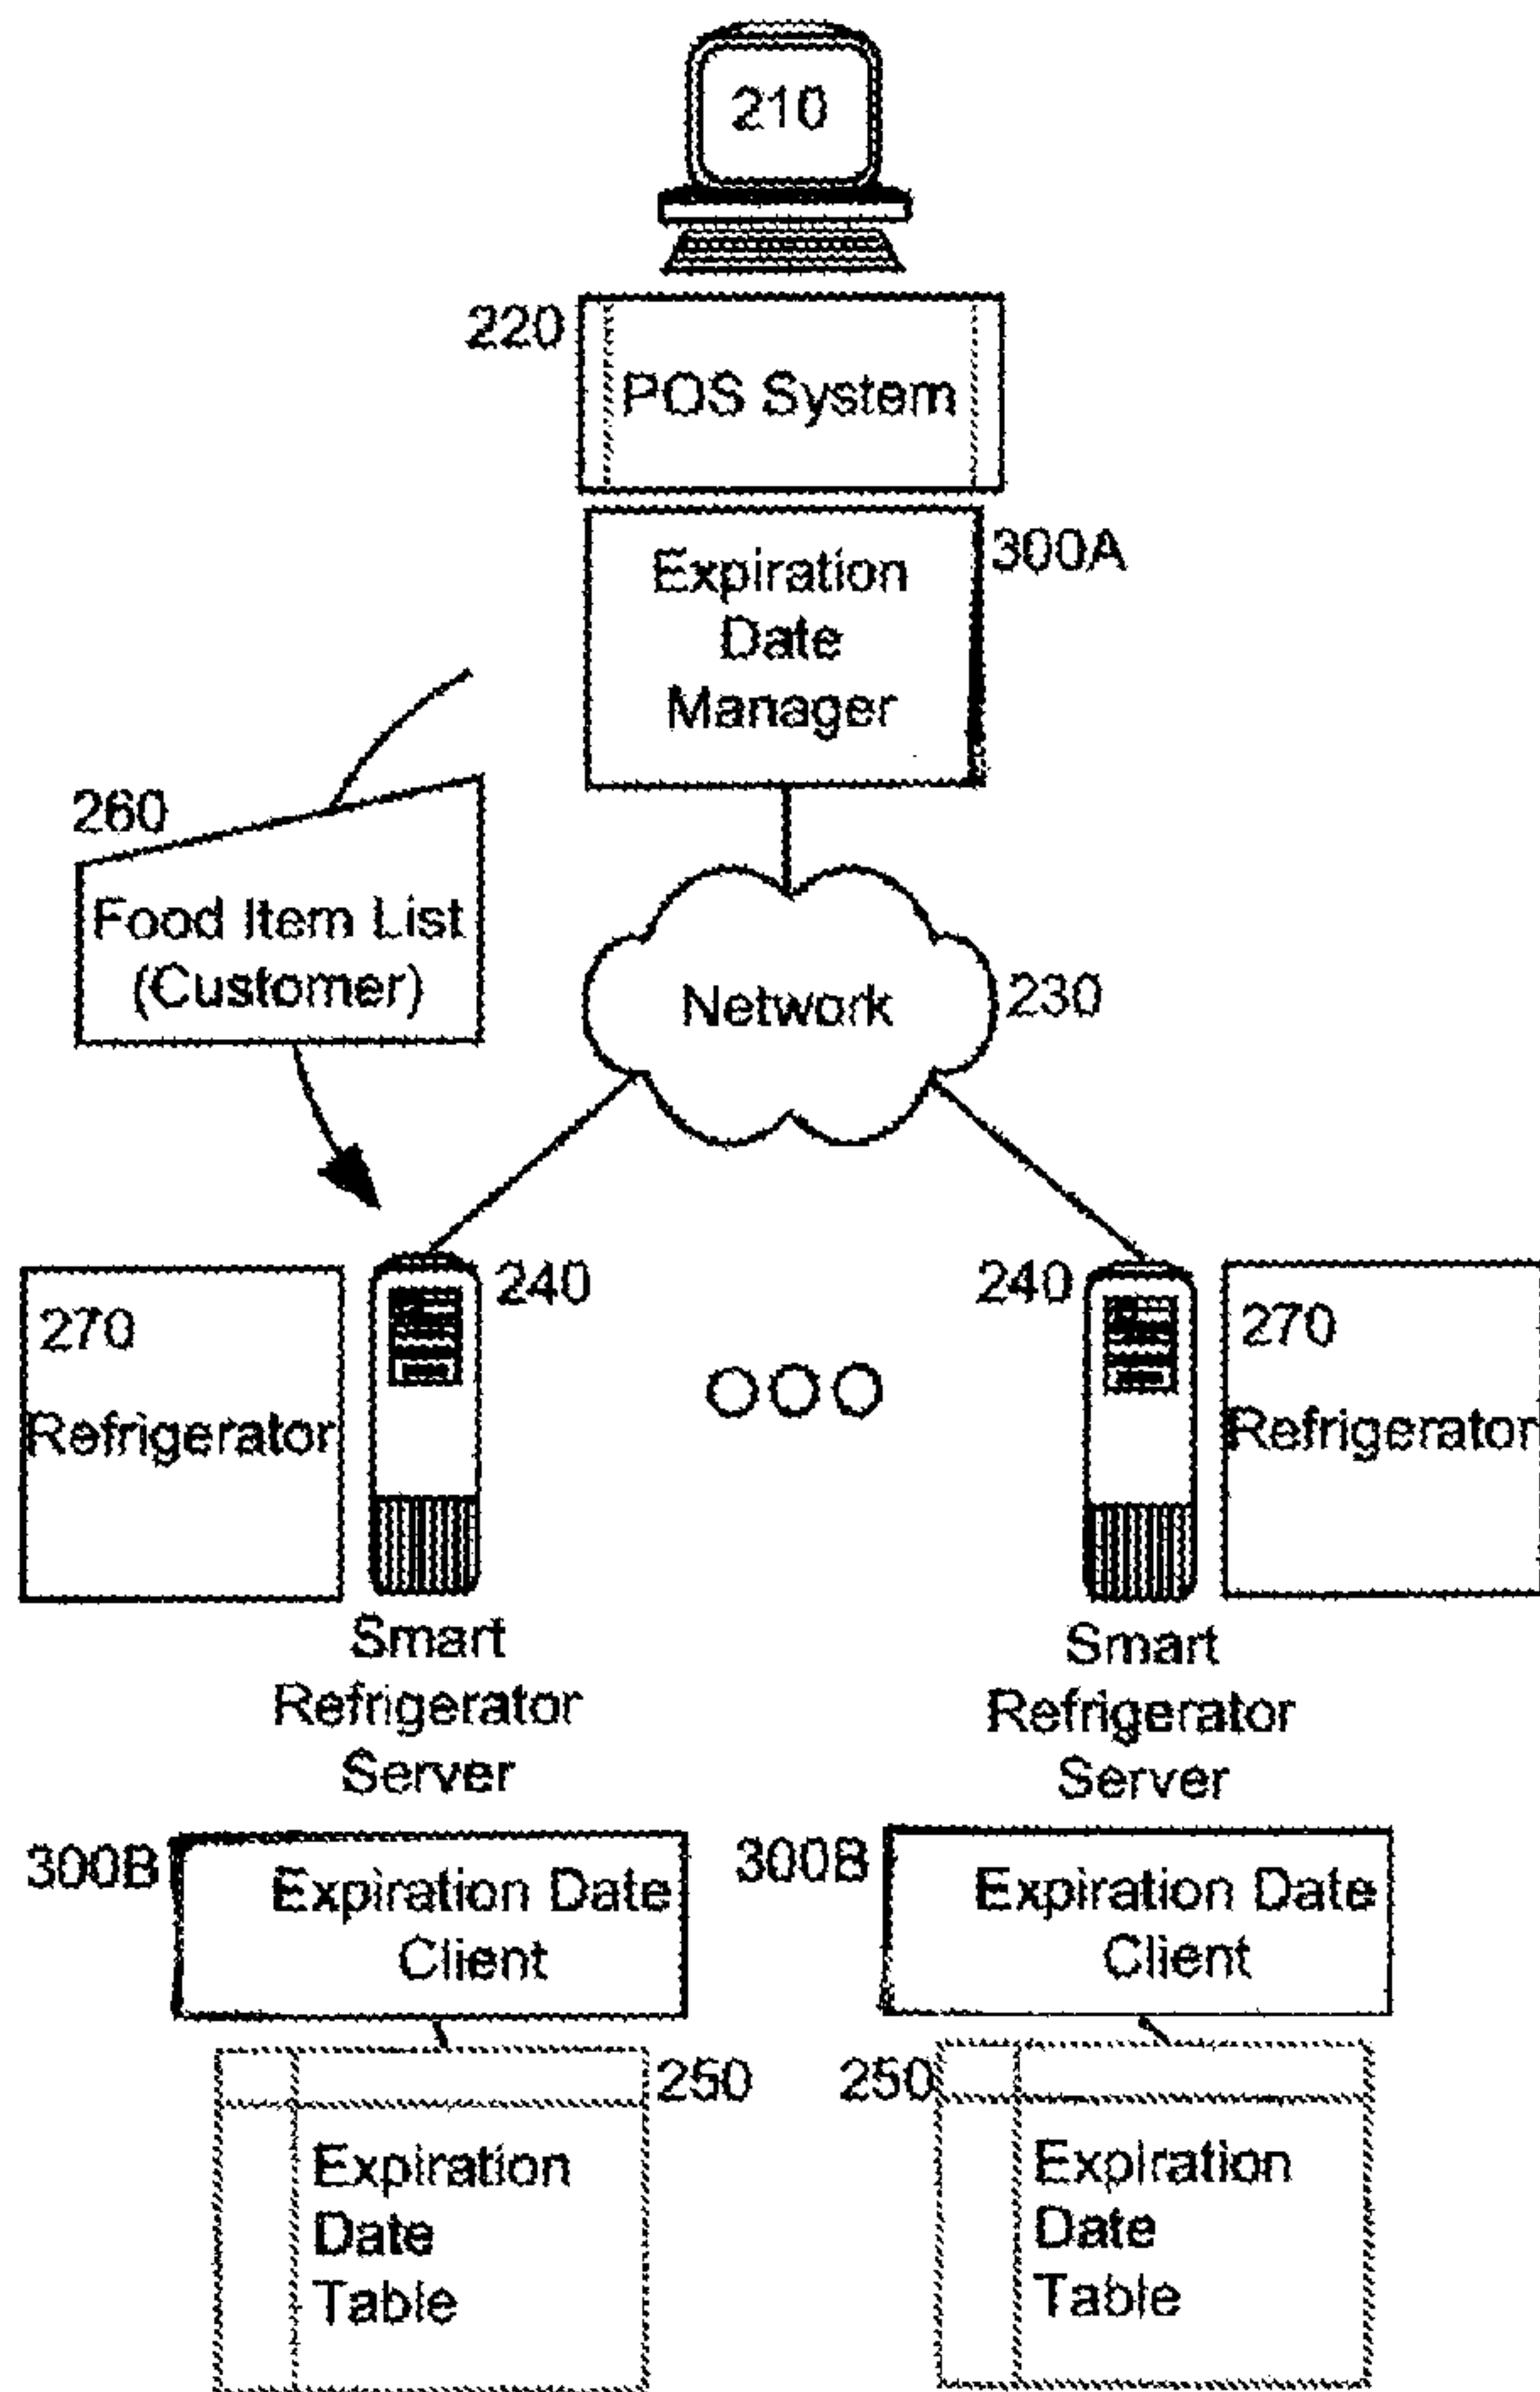 210
220
POS System
300A
Expiration
Date
Manager
260
Food Item List
(Customer)
Network
230
270
Refrigerator
240
240
270
Refrigerator
Smart
Refrigerator
Server
Smart
Refrigerator
Server
300B
Expiration Date
Client
300B
Expiration Date
Client
250
Expiration
Date
Table
250
Expiration
Date
Table